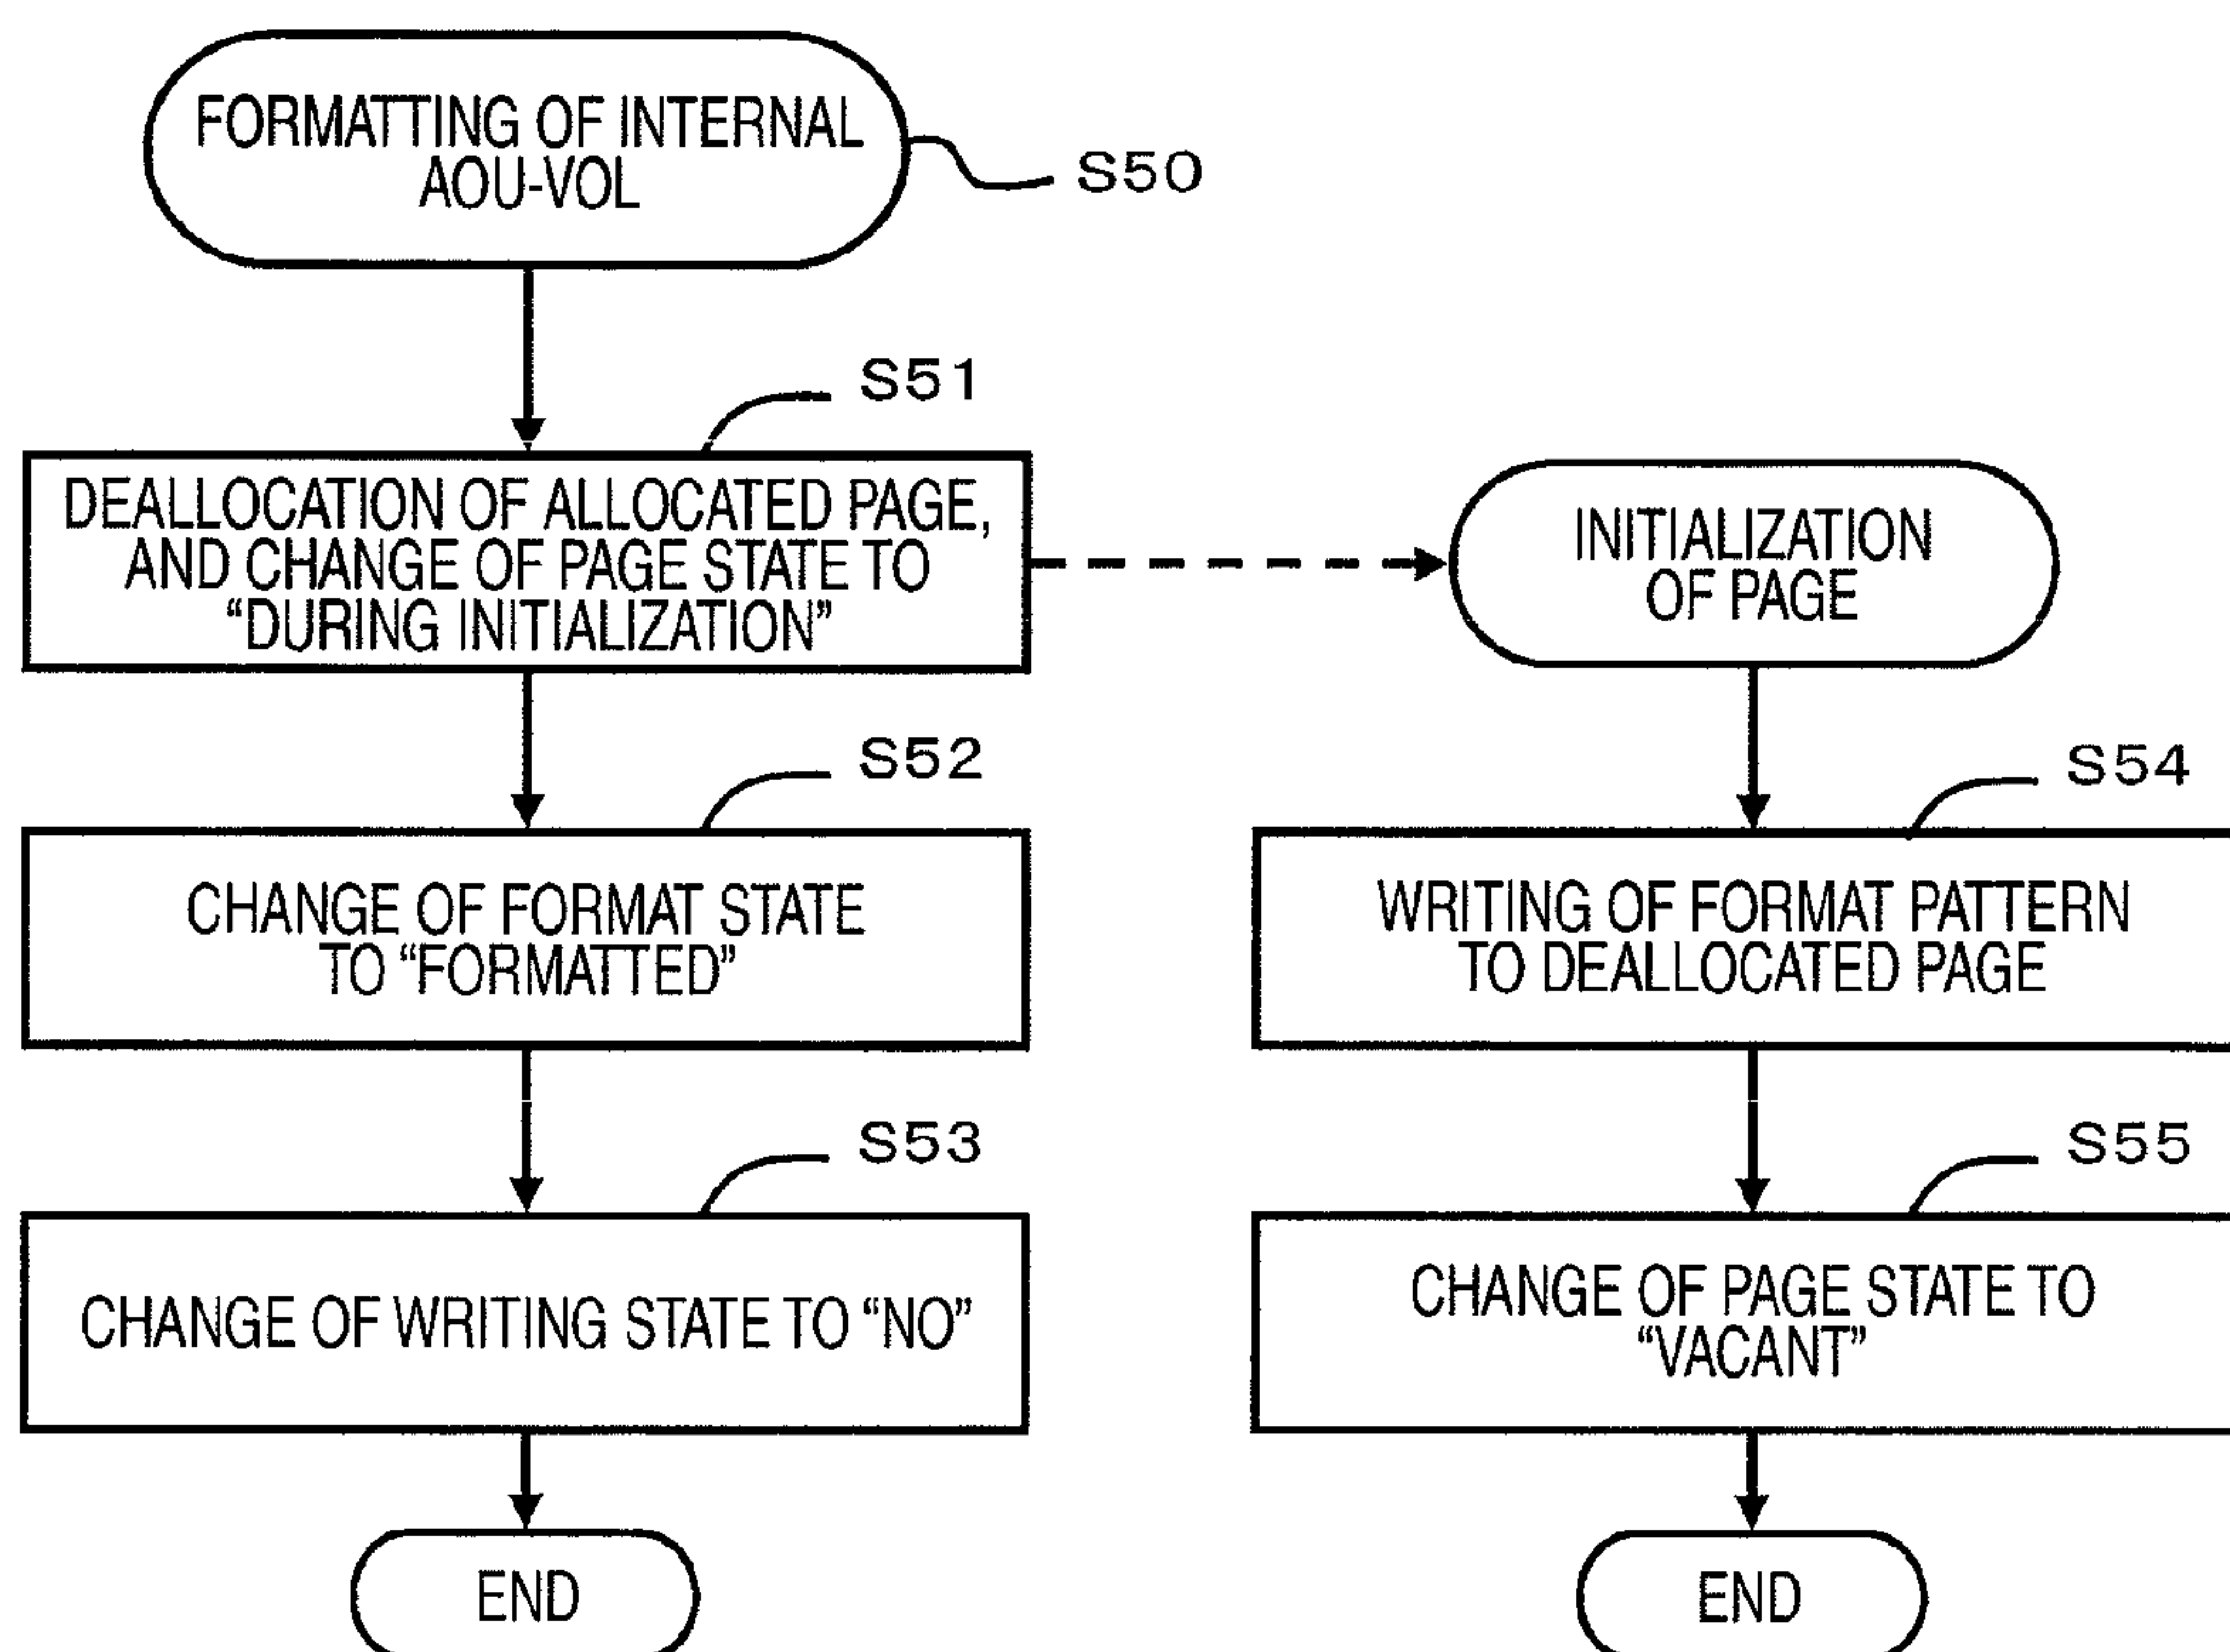 FORMATTING OF INTERNAL
AOU-VOL
S50
S51
DEALLOCATION OF ALLOCATED PAGE,
AND CHANGE OF PAGE STATE TO
“DURING INITIALIZATION”
INITIALIZATION
OF PAGE
S52
CHANGE OF FORMAT STATE
TO “FORMATTED”
S54
WRITING OF FORMAT PATTERN
TO DEALLOCATED PAGE
S53
CHANGE OF WRITING STATE TO “NO”
S55
CHANGE OF PAGE STATE TO
“VACANT”
END
END